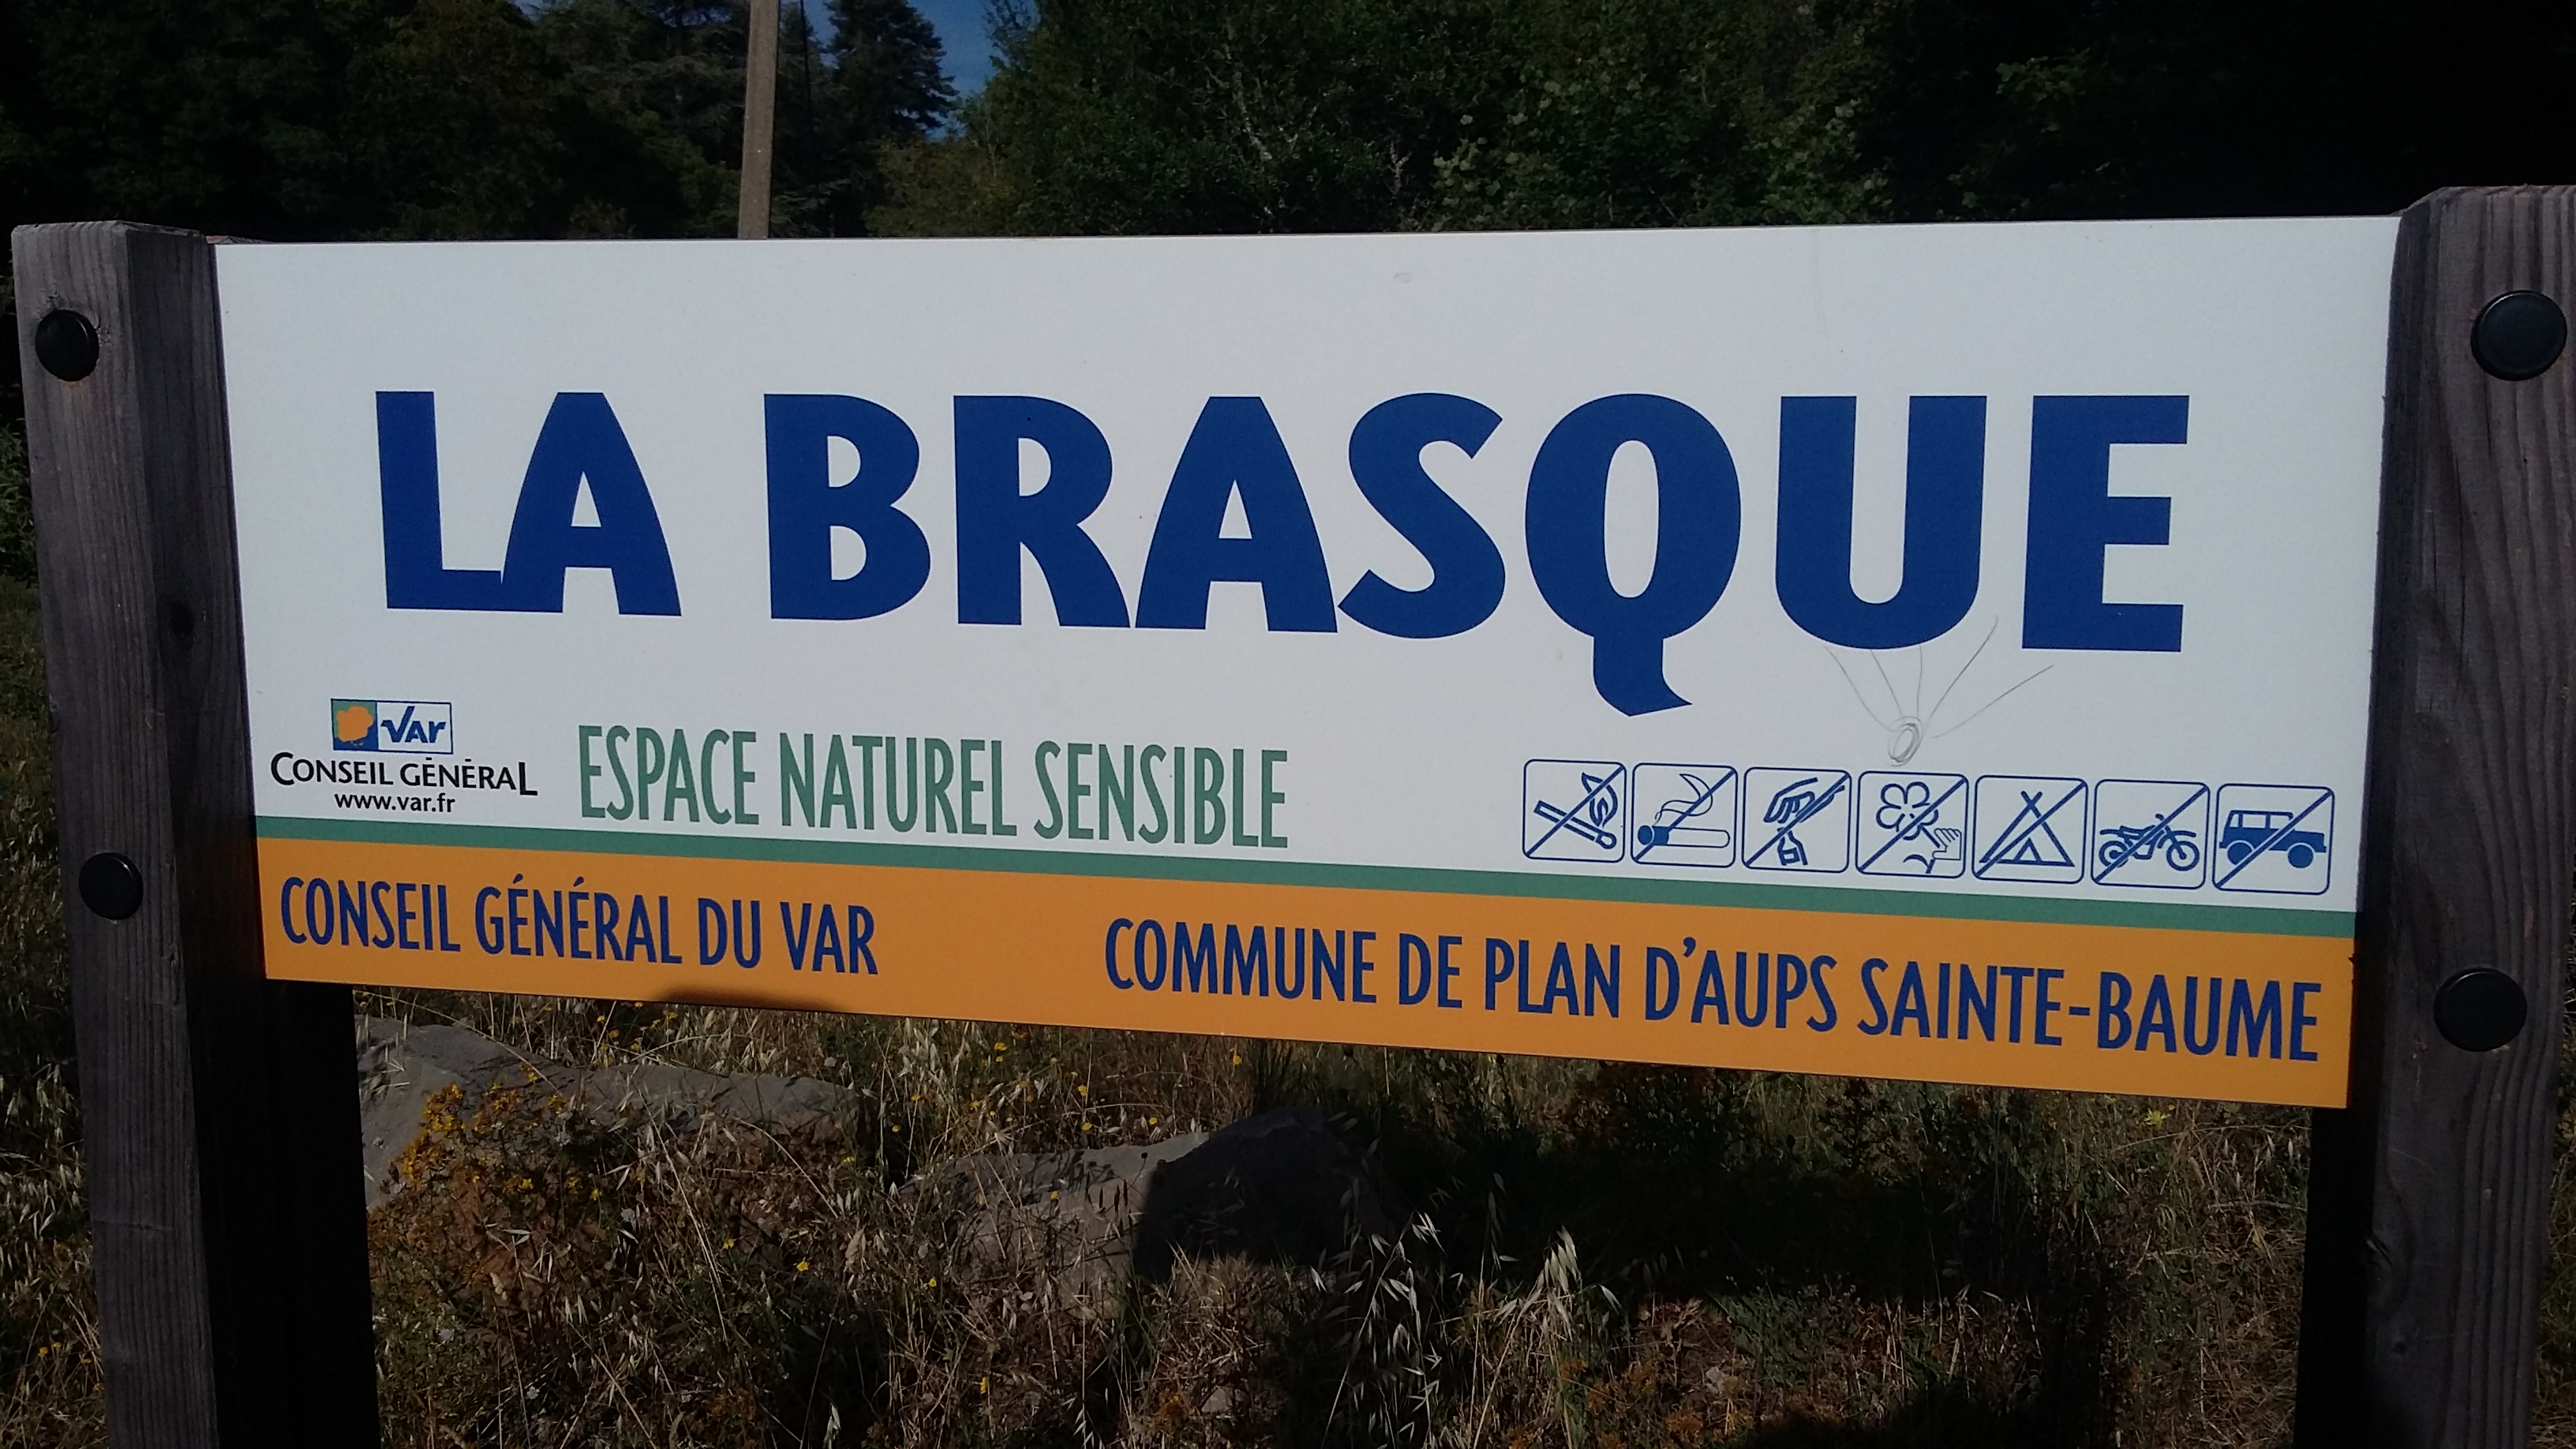 LA BRASQUE
VAr
CONSEIL GÉNÉRAL
www.var.fr
ESPACE NATUREL SENSIBLE
CONSEIL GÉNÉRAL DU VAR
COMMUNE DE PLAN D'AUPS SAINTE-BAUME